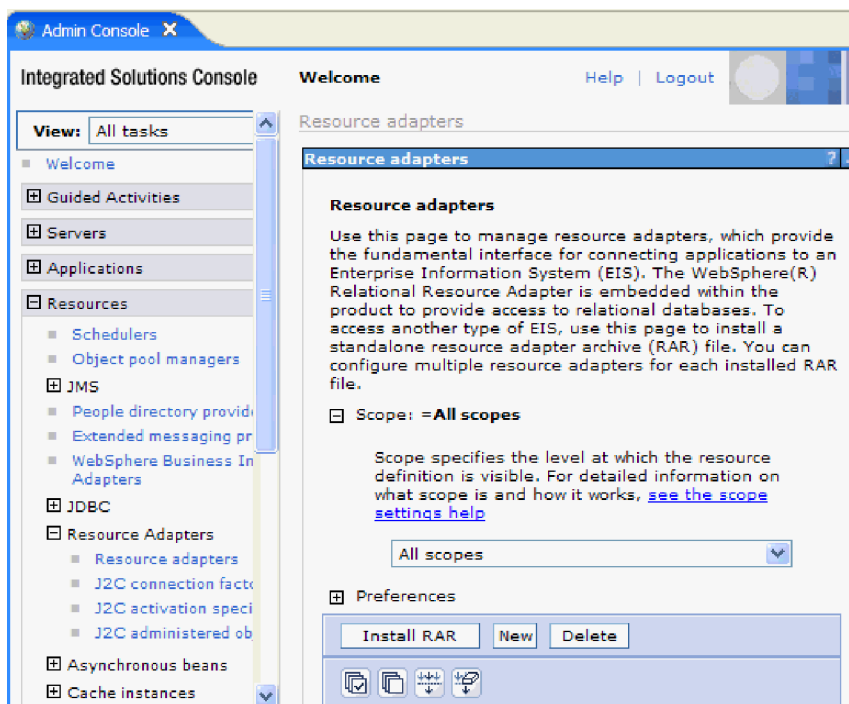 Admin Console
Integrated Solutions Console
Welcome
Help | Logout
View: All tasks
Welcome
Guided Activities
Servers
Applications
Resources
Schedulers
Object pool managers
JMS
People directory provid
Extended messaging pr
WebSphere Business In
Adapters
JDBC
Resource Adapters
Resource adapters
J2C connection fact
J2C activation speci
J2C administered ob
Asynchronous beans
Cache instances
Resource adapters
Resource adapters ?
Resource adapters
Use this page to manage resource adapters, which provide
the fundamental interface for connecting applications to an
Enterprise Information System (EIS). The WebSphere(R)
Relational Resource Adapter is embedded within the
product to provide access to relational databases. To
access another type of EIS, use this page to install a
standalone resource adapter archive (RAR) file. You can
configure multiple resource adapters for each installed RAR
file.
Scope: =All scopes
Scope specifies the level at which the resource
definition is visible. For detailed information on
what scope is and how it works, see the scope
settings help
All scopes
Preferences
Install RAR
New
Delete